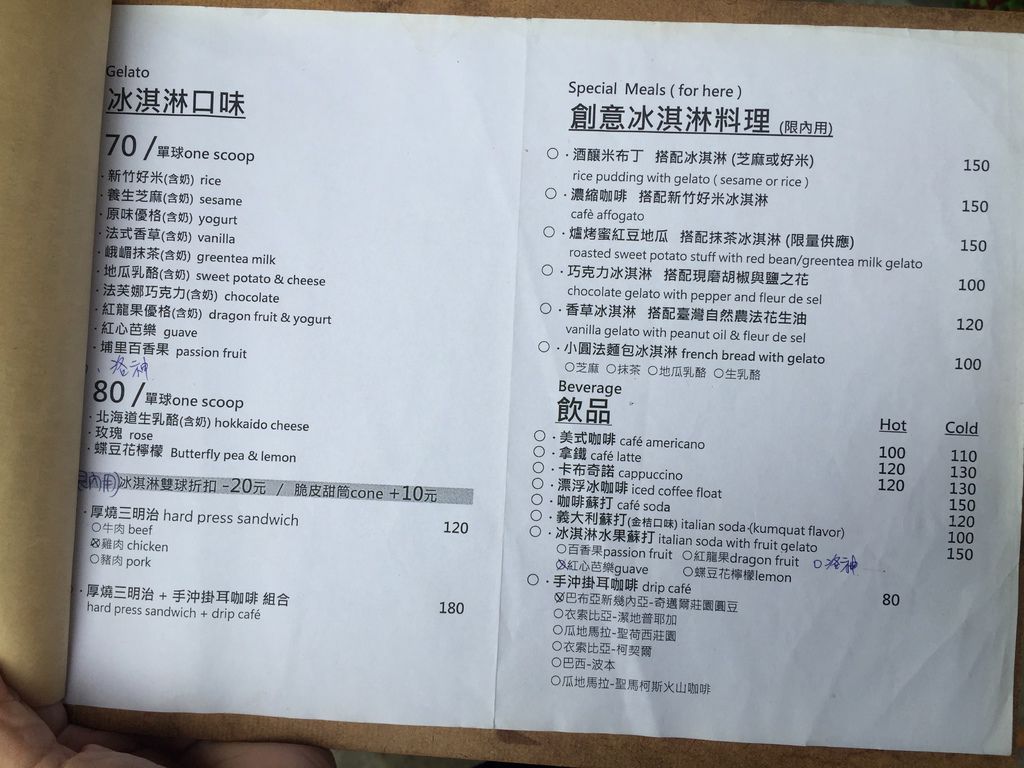 Gelato
冰淇淋口味
70 /單球one scoop
· 新竹好米(含奶) rice
· 養生芝麻(含奶) sesame
· 原味優格(含奶) yogurt
· 法式香草(含奶) vanilla
· 峨嵋抹茶(含奶) greentea milk
· 地瓜乳酪(含奶) sweet potato & cheese
· 法芙娜巧克力(含奶) chocolate
· 紅龍果優格(含奶) dragon fruit & yogurt
· 紅心芭樂 guave
· 埔里百香果 passion fruit
、洛神
80 /單球one scoop
· 北海道生乳酪(含奶) hokkaido cheese
· 玫瑰 rose
· 蝶豆花檸檬 Butterfly pea & lemon
內用)冰淇淋雙球折扣 -20元 / 脆皮甜筒cone +10元
· 厚燒三明治 hard press sandwich 120
○牛肉 beef
○雞肉 chicken
○豬肉 pork
· 厚燒三明治 + 手沖掛耳咖啡 組合
hard press sandwich + drip café 180
Special Meals ( for here )
創意冰淇淋料理 (限內用)
○ · 酒釀米布丁 搭配冰淇淋 (芝麻或好米) 150
rice pudding with gelato ( sesame or rice )
○ · 濃縮咖啡 搭配新竹好米冰淇淋 150
cafè affogato
○ · 爐烤蜜紅豆地瓜 搭配抹茶冰淇淋 (限量供應) 150
roasted sweet potato stuff with red bean/greentea milk gelato
○ · 巧克力冰淇淋 搭配現磨胡椒與鹽之花 100
chocolate gelato with pepper and fleur de sel
○ · 香草冰淇淋 搭配臺灣自然農法花生油 120
vanilla gelato with peanut oil & fleur de sel
○ · 小圓法麵包冰淇淋 french bread with gelato 100
○芝麻 ○抹茶 ○地瓜乳酪 ○生乳酪
Beverage
飲品 Hot Cold
○ · 美式咖啡 café americano 100 110
○ · 拿鐵 café latte 120 130
○ · 卡布奇諾 cappuccino 120 130
○ · 漂浮冰咖啡 iced coffee float 150
○ · 咖啡蘇打 café soda 120
○ · 義大利蘇打(金桔口味) italian soda·(kumquat flavor) 100
○ · 冰淇淋水果蘇打 italian soda with fruit gelato 150
○百香果passion fruit ○紅龍果dragon fruit ○洛神
○紅心芭樂guave ○蝶豆花檸檬lemon
○ · 手沖掛耳咖啡 drip café 80
○巴布亞新幾內亞-奇邁爾莊園圓豆
○衣索比亞-潔地普耶加
○瓜地馬拉-聖荷西莊園
○衣索比亞-柯契爾
○巴西-波本
○瓜地馬拉-聖馬柯斯火山咖啡